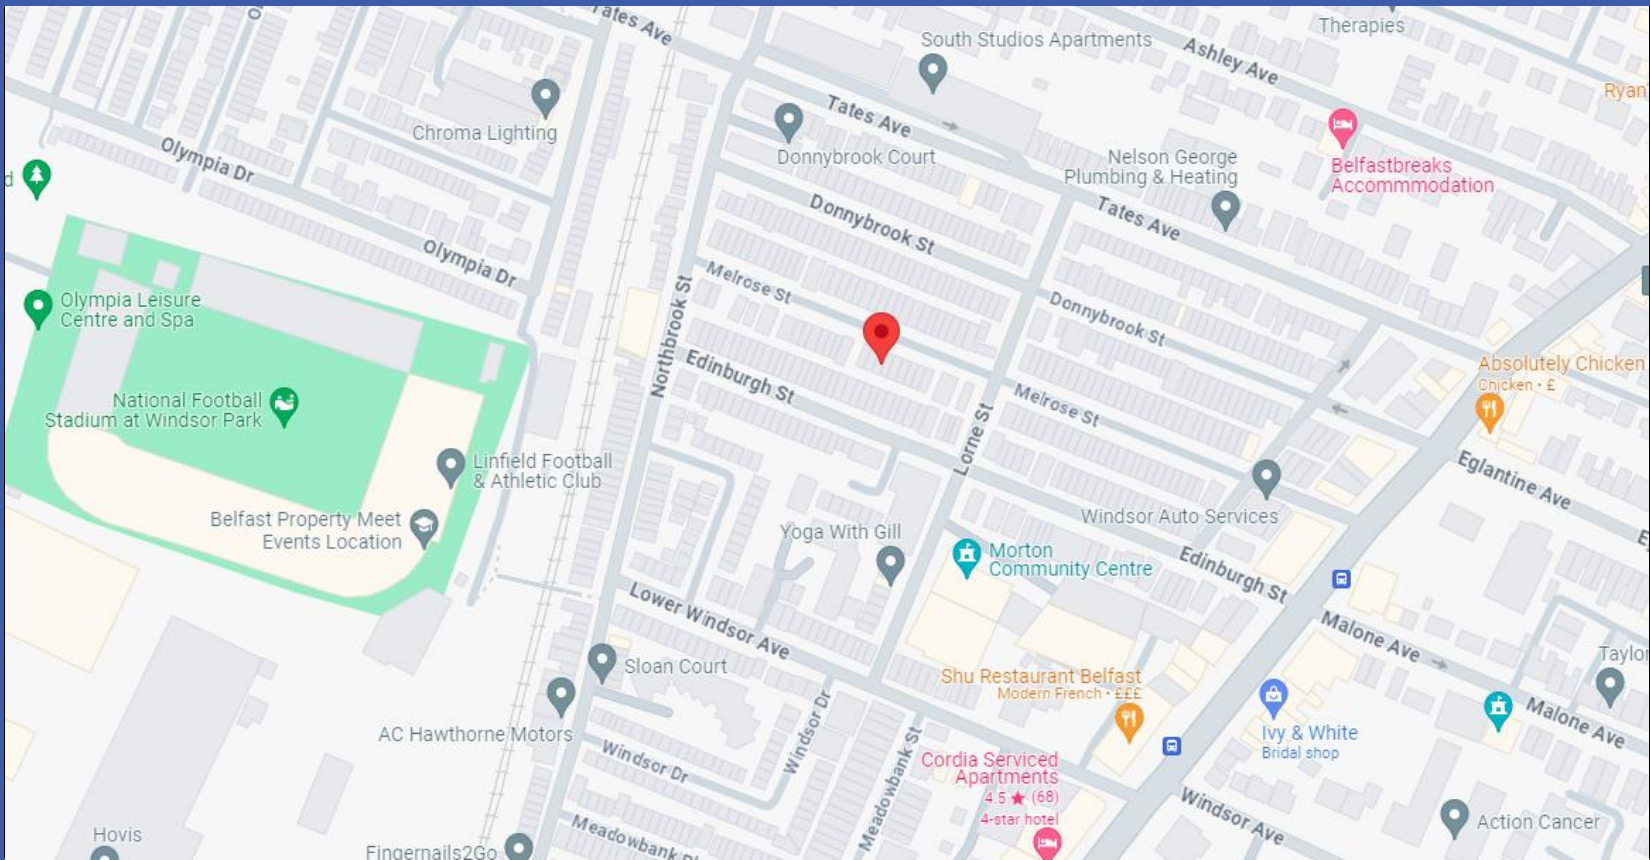 Tates Ave
Therapies
South Studios Apartments
Ashley Ave
Ryan
Chroma Lighting
Tates Ave
Donnybrook Court
Olympia Dr
Nelson George
Plumbing & Heating
Belfastbreaks
Accommmodation
d
Tates Ave
Donnybrook St
Olympia Dr
Melrose St
Olympia Leisure
Centre and Spa
Northbrook St
Donnybrook St
Edinburgh St
Absolutely Chicken
Chicken · £
National Football
Stadium at Windsor Park
Melrose St
Lorne St
Linfield Football
& Athletic Club
Eglantine Ave
Belfast Property Meet
Events Location
Windsor Auto Services
Yoga With Gill
Morton
Community Centre
Edinburgh St
E
Lower Windsor Ave
Malone Ave
Sloan Court
Taylor
Shu Restaurant Belfast
Modern French · £££
Malone Ave
AC Hawthorne Motors
Windsor Dr
Windsor Dr
Ivy & White
Bridal shop
Meadowbank St
Cordia Serviced
Apartments
4.5 ★ (68)
4-star hotel
Windsor Ave
Action Cancer
Hovis
Meadowbank Pl
Fingernails2Go